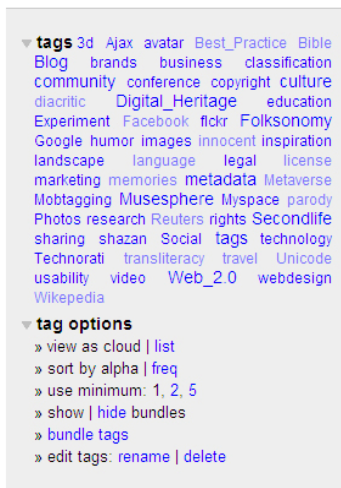 tags 3d Ajax avatar Best_Practice Bible
Blog brands business classification
community conference copyright culture
diacritic Digital_Heritage education
Experiment Facebook flckr Folksonomy
Google humor images innocent inspiration
landscape language legal license
marketing memories metadata Metaverse
Mobtagging Musesphere Myspace parody
Photos research Reuters rights Secondlife
sharing shazan Social tags technology
Technorati transliteracy travel Unicode
usability video Web_2.0 webdesign
Wikepedia
tag options
» view as cloud | list
» sort by alpha | freq
» use minimum: 1, 2, 5
» show | hide bundles
» bundle tags
» edit tags: rename | delete